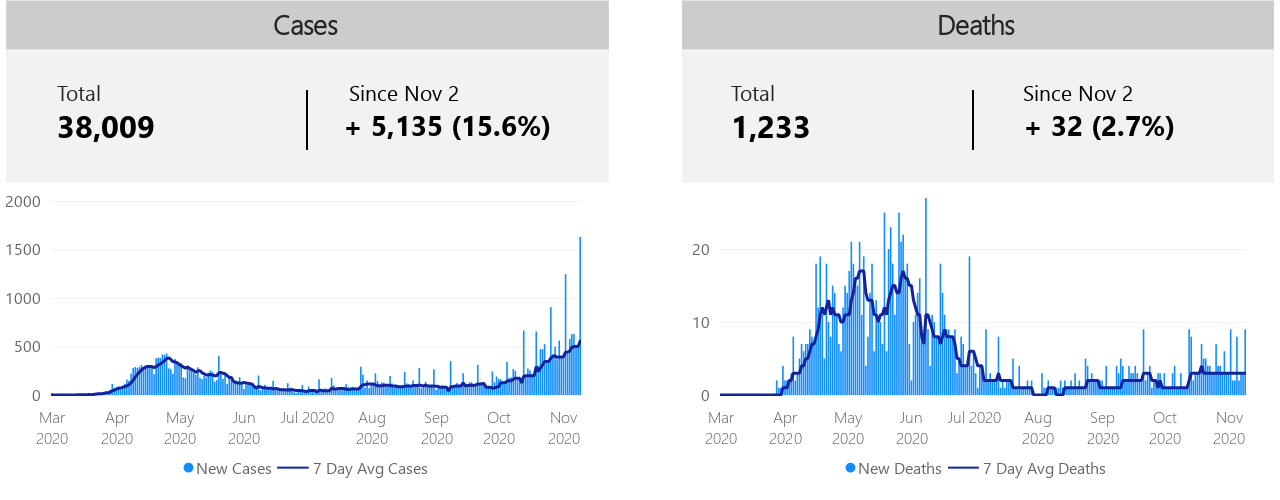 Cases
Total
38,009
Since Nov 2
+ 5,135 (15.6%)
2000
1500
1000
500
0
Mar 2020
Apr 2020
May 2020
Jun 2020
Jul 2020
Aug 2020
Sep 2020
Oct 2020
Nov 2020
New Cases
7 Day Avg Cases
Deaths
Total
1,233
Since Nov 2
+ 32 (2.7%)
20
10
0
Mar 2020
Apr 2020
May 2020
Jun 2020
Jul 2020
Aug 2020
Sep 2020
Oct 2020
Nov 2020
New Deaths
7 Day Avg Deaths